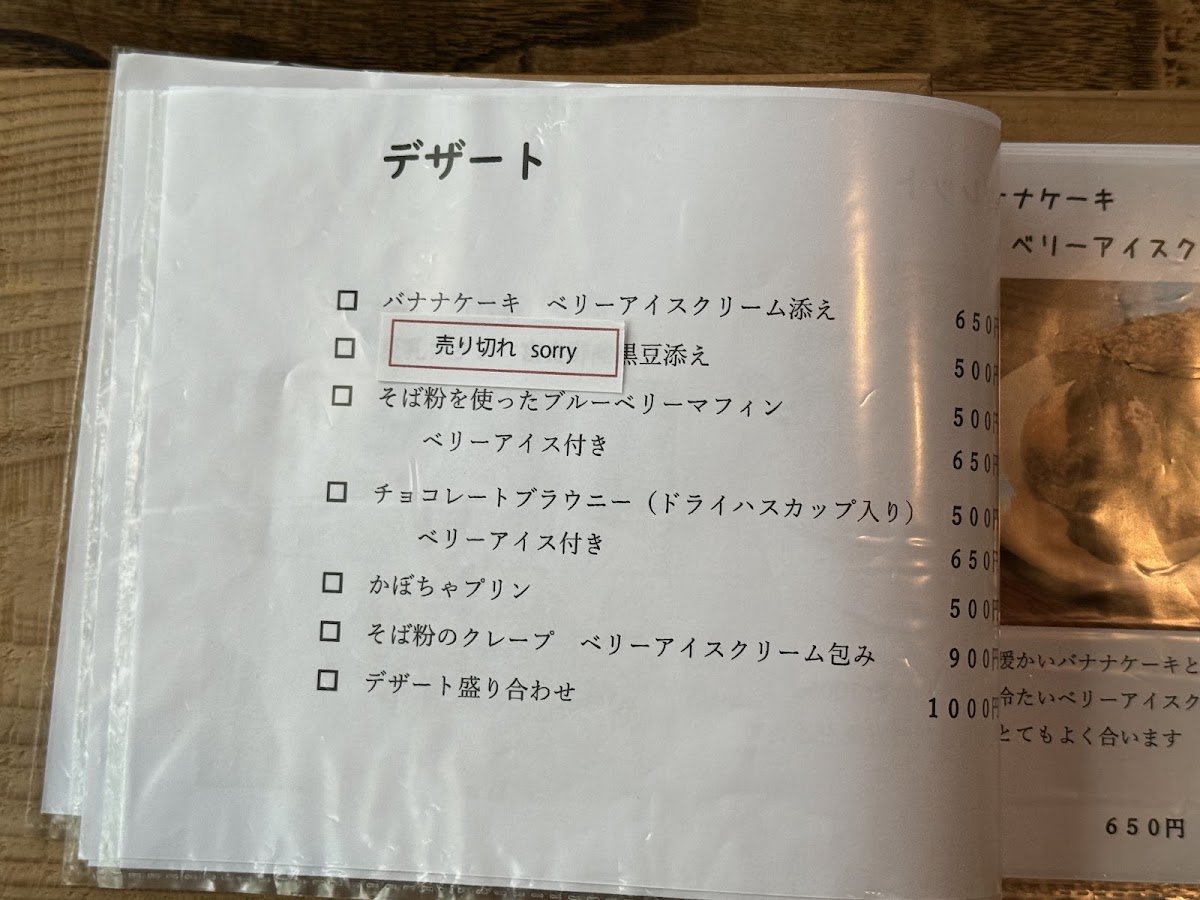 デザート
□ バナナケーキ ベリーアイスクリーム添え 650円
売り切れ sorry
□ 黒豆添え 500円
□ そば粉を使ったブルーベリーマフィン 500円
ベリーアイス付き 650円
□ チョコレートブラウニー（ドライハスカップ入り） 500円
ベリーアイス付き 650円
□ かぼちゃプリン 500円
□ そば粉のクレープ ベリーアイスクリーム包み 900円
□ デザート盛り合わせ 1000円
ナケーキ
ベリーアイスク
暖かいバナナケーキと
冷たいベリーアイスク
とてもよく合います
650円